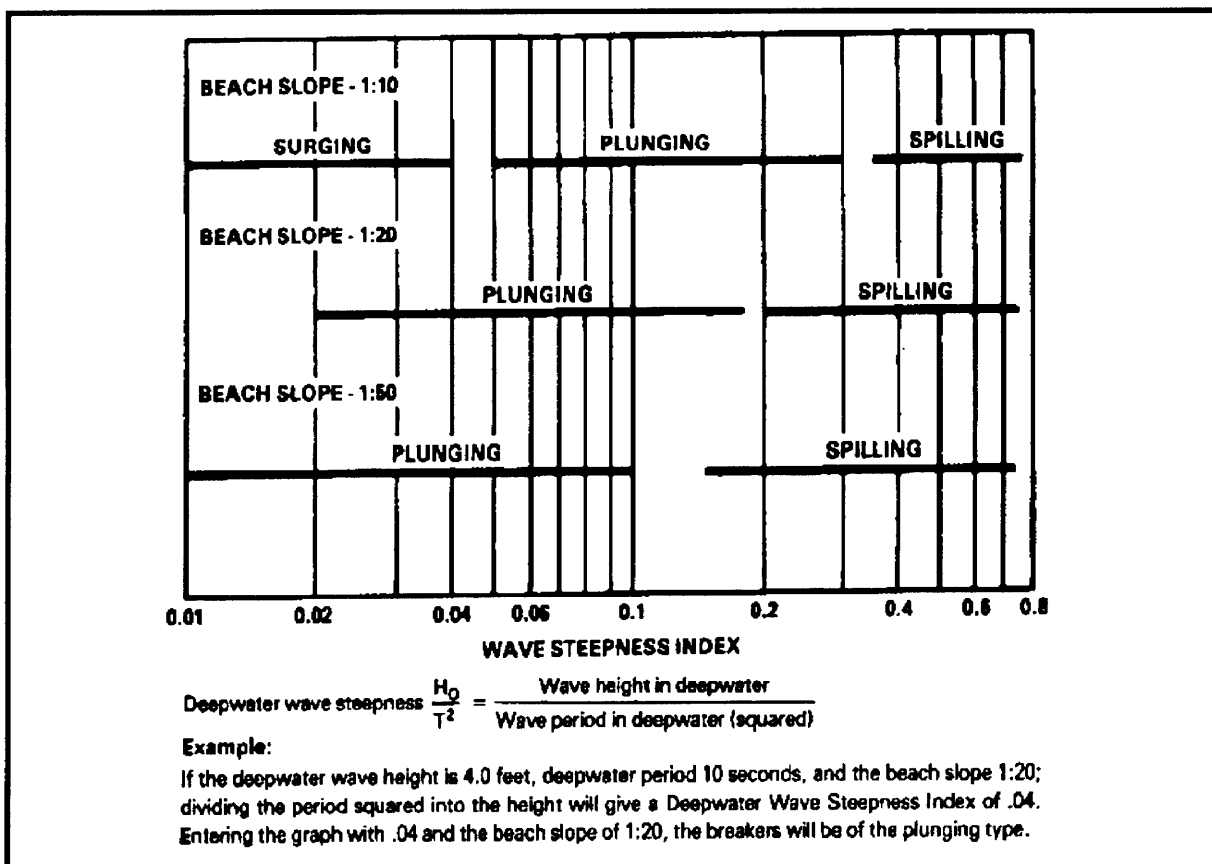 BEACH SLOPE - 1:10
SURGING
PLUNGING
SPILLING
BEACH SLOPE - 1:20
PLUNGING
SPILLING
BEACH SLOPE - 1:50
PLUNGING
SPILLING
0.01 0.02 0.04 0.06 0.1 0.2 0.4 0.6 0.8
WAVE STEEPNESS INDEX
Deepwater wave steepness H₀/T² = Wave height in deepwater / Wave period in deepwater (squared)
Example:
If the deepwater wave height is 4.0 feet, deepwater period 10 seconds, and the beach slope 1:20;
dividing the period squared into the height will give a Deepwater Wave Steepness Index of .04.
Entering the graph with .04 and the beach slope of 1:20, the breakers will be of the plunging type.